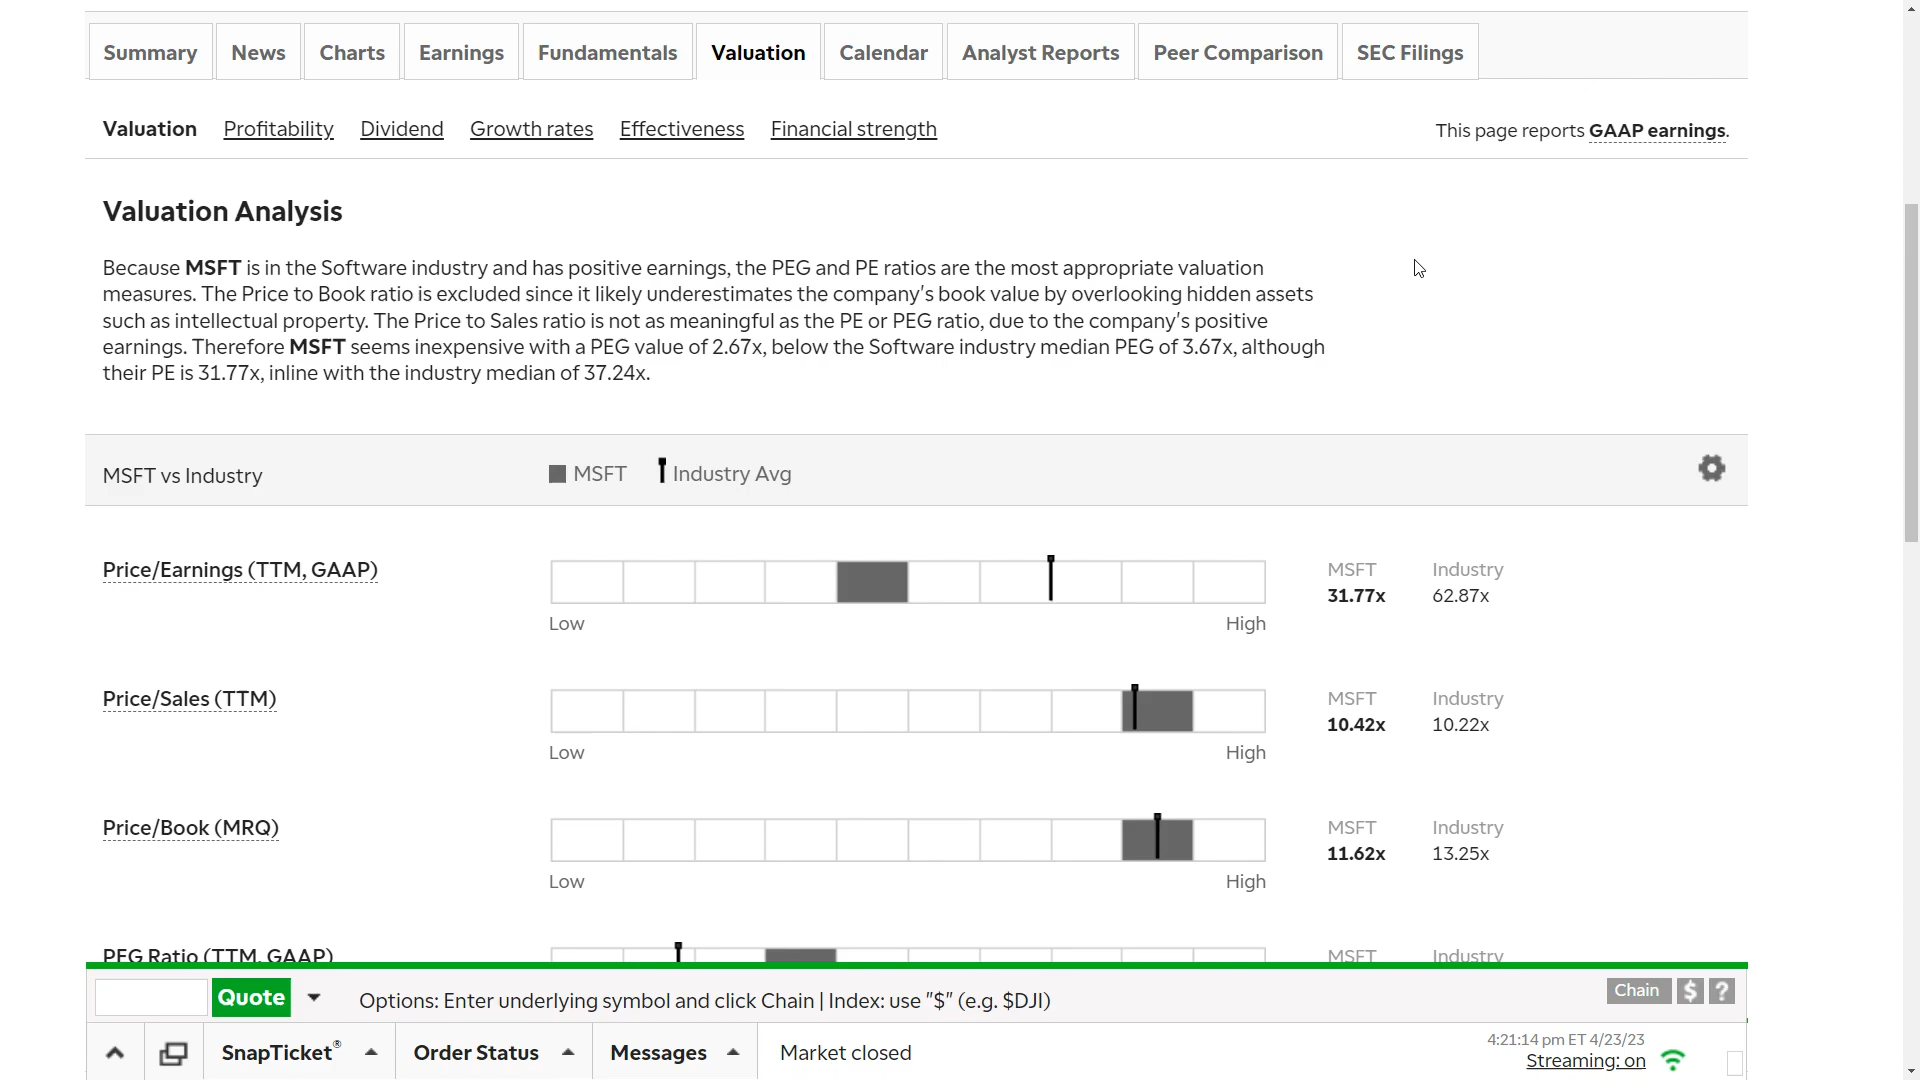 Summary News Charts Earnings Fundamentals Valuation Calendar Analyst Reports Peer Comparison SEC Filings
Valuation Profitability Dividend Growth rates Effectiveness Financial strength This page reports GAAP earnings.
Valuation Analysis
Because MSFT is in the Software industry and has positive earnings, the PEG and PE ratios are the most appropriate valuation
measures. The Price to Book ratio is excluded since it likely underestimates the company's book value by overlooking hidden assets
such as intellectual property. The Price to Sales ratio is not as meaningful as the PE or PEG ratio, due to the company's positive
earnings. Therefore MSFT seems inexpensive with a PEG value of 2.67x, below the Software industry median PEG of 3.67x, although
their PE is 31.77x, inline with the industry median of 37.24x.
MSFT vs Industry MSFT Industry Avg
Price/Earnings (TTM, GAAP) MSFT Industry
31.77x 62.87x
Low High
Price/Sales (TTM) MSFT Industry
10.42x 10.22x
Low High
Price/Book (MRQ) MSFT Industry
11.62x 13.25x
Low High
PEG Ratio (TTM, GAAP) MSFT Industry
Quote Options: Enter underlying symbol and click Chain | Index: use "$" (e.g. $DJI) Chain $ ?
SnapTicket® Order Status Messages Market closed 4:21:14 pm ET 4/23/23
Streaming: on